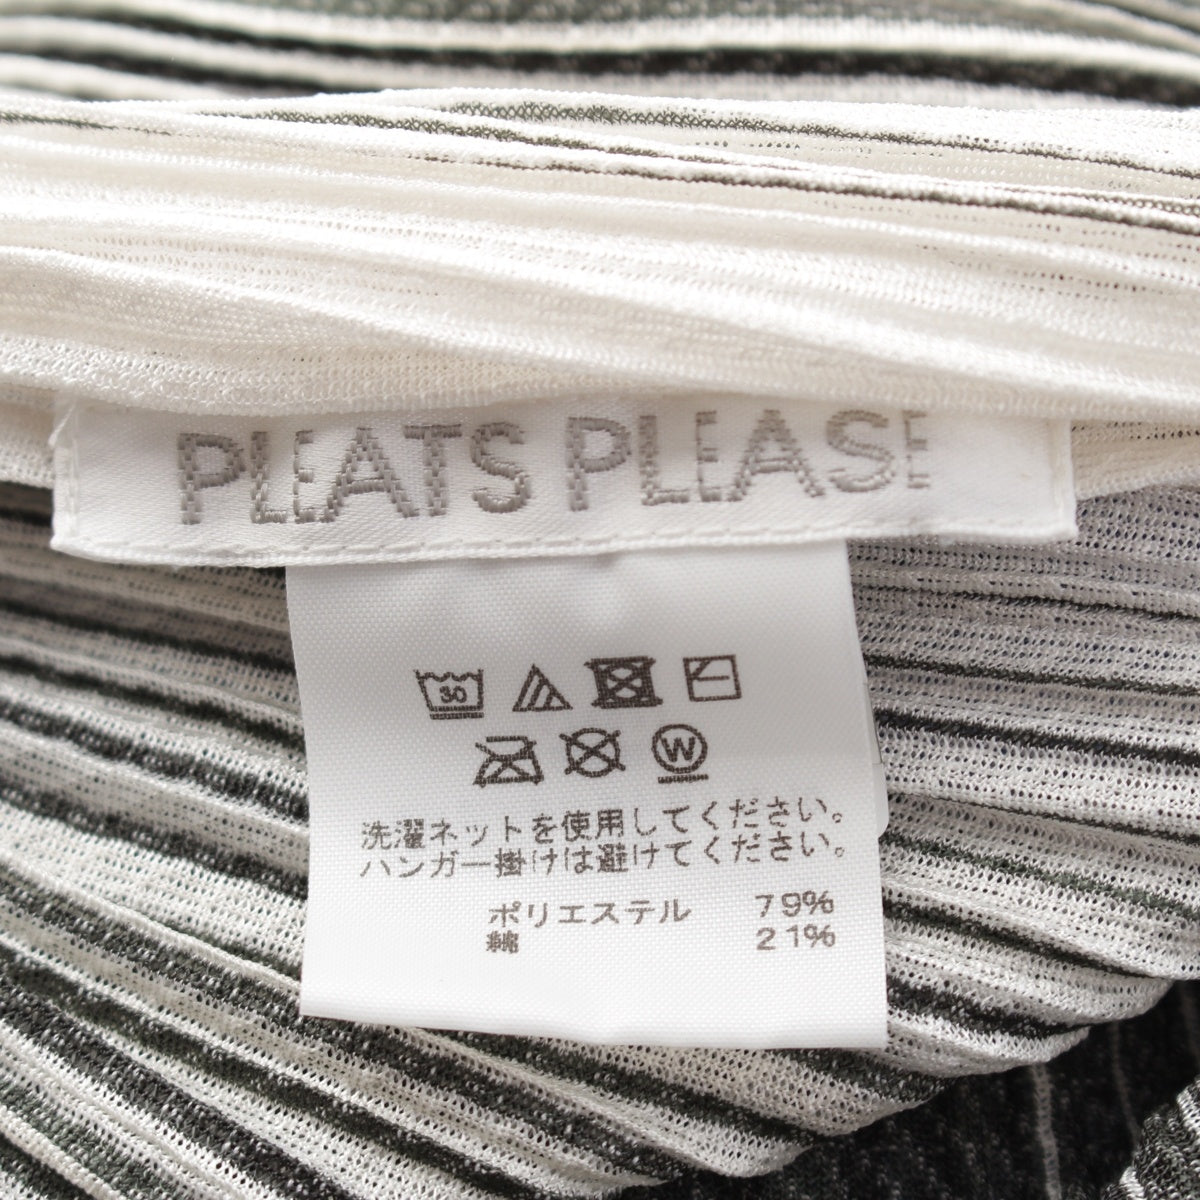 PLEATS PLEASE
30
W
洗濯ネットを使用してください。
ハンガー掛けは避けてください。
ポリエステル 79%
綿 21%